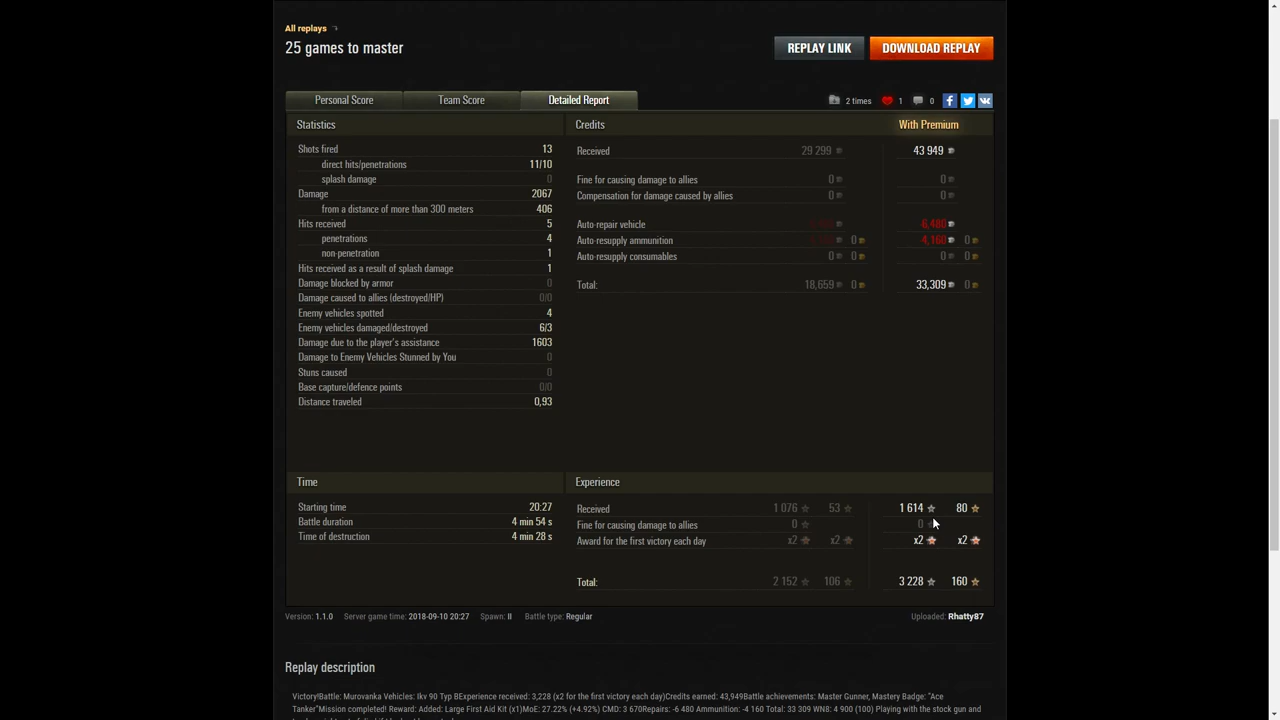 All replays
25 games to master
REPLAY LINK
DOWNLOAD REPLAY
Personal Score
Team Score
Detailed Report
2 times
1
0
Statistics
Shots fired 13
direct hits/penetrations 11/10
splash damage 0
Damage 2067
from a distance of more than 300 meters 406
Hits received 5
penetrations 4
non-penetration 1
Hits received as a result of splash damage 1
Damage blocked by armor 0
Damage caused to allies (destroyed/HP) 0/0
Enemy vehicles spotted 4
Enemy vehicles damaged/destroyed 6/3
Damage due to the player's assistance 1603
Damage to Enemy Vehicles Stunned by You 0
Stuns caused 0
Base capture/defence points 0/0
Distance traveled 0,93
Credits With Premium
Received 29 299 43 949
Fine for causing damage to allies 0 0
Compensation for damage caused by allies 0 0
Auto-repair vehicle -6,480
Auto-resupply ammunition 0 -4,160 0
Auto-resupply consumables 0 0 0 0
Total: 18,659 0 33,309 0
Time
Starting time 20:27
Battle duration 4 min 54 s
Time of destruction 4 min 28 s
Experience
Received 1 076 53 1 614 80
Fine for causing damage to allies 0 0
Award for the first victory each day x2 x2 x2 x2
Total: 2 152 106 3 228 160
Version: 1.1.0 Server game time: 2018-09-10 20:27 Spawn: II Battle type: Regular Uploaded: Rhatty87
Replay description
Victory!Battle: Murovanka Vehicles: Ikv 90 Typ BExperience received: 3,228 (x2 for the first victory each day)Credits earned: 43,949Battle achievements: Master Gunner, Mastery Badge: "Ace
Tanker"Mission completed! Reward: Added: Large First Aid Kit (x1)MoE: 27.22% (+4.92%) CMD: 3 670Repairs: -6 480 Ammunition: -4 160 Total: 33 309 WN8: 4 900 (100) Playing with the stock gun and